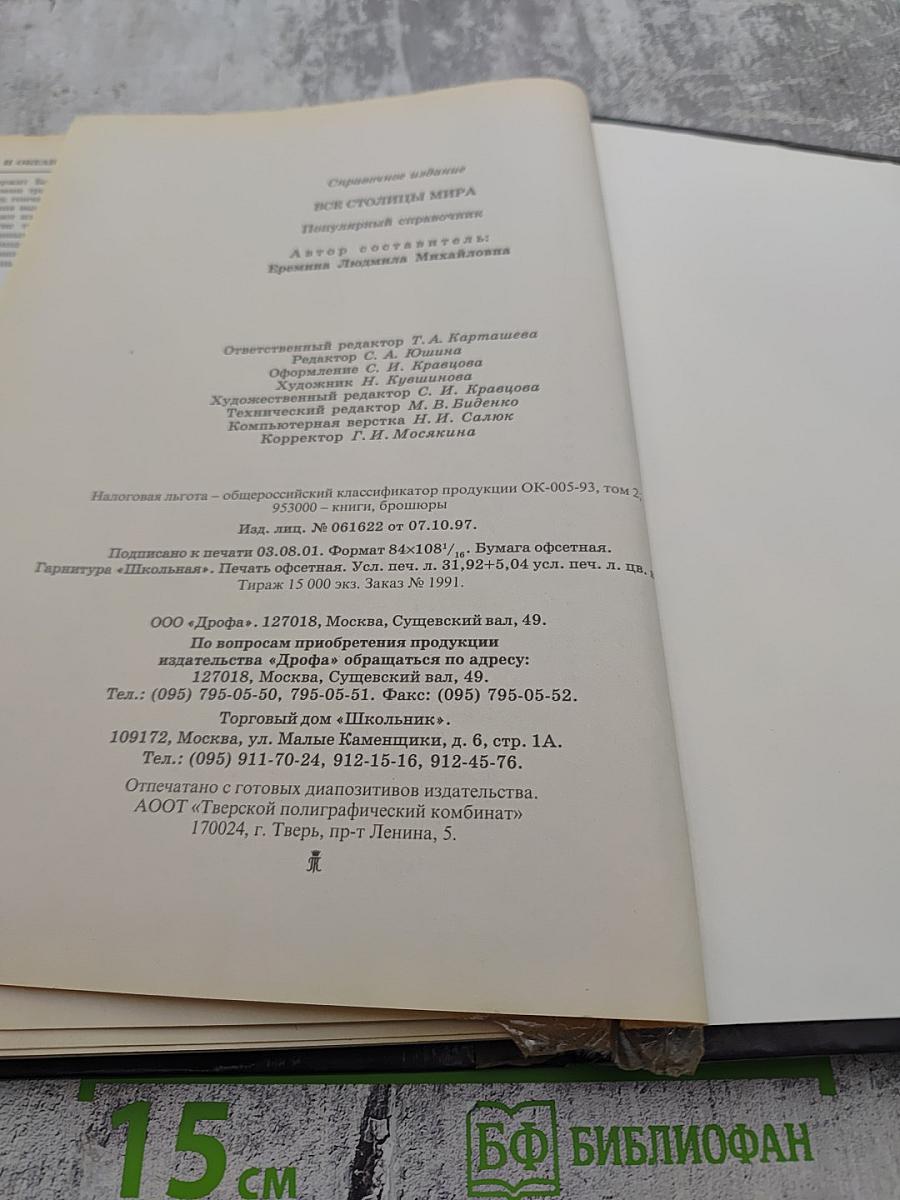 Справочное издание
ВСЕ СТОЛИЦЫ МИРА
Популярный справочник
Автор составитель:
Еремина Людмила Михайловна
Ответственный редактор Т. А. Карташева
Редактор С. А. Юшина
Оформление С. И. Кравцова
Художник Н. Кувшинова
Художественный редактор С. И. Кравцова
Технический редактор М. В. Биденко
Компьютерная верстка Н. И. Салюк
Корректор Г. И. Мосякина
Налоговая льгота – общероссийский классификатор продукции ОК-005-93, том 2;
953000 – книги, брошюры
Изд. лиц. № 061622 от 07.10.97.
Подписано к печати 03.08.01. Формат 84×108¹/₁₆. Бумага офсетная.
Гарнитура «Школьная». Печать офсетная. Усл. печ. л. 31,92+5,04 усл. печ. л. цв.
Тираж 15 000 экз. Заказ № 1991.
ООО «Дрофа». 127018, Москва, Сущевский вал, 49.
По вопросам приобретения продукции
издательства «Дрофа» обращаться по адресу:
127018, Москва, Сущевский вал, 49.
Тел.: (095) 795-05-50, 795-05-51. Факс: (095) 795-05-52.
Торговый дом «Школьник».
109172, Москва, ул. Малые Каменщики, д. 6, стр. 1А.
Тел.: (095) 911-70-24, 912-15-16, 912-45-76.
Отпечатано с готовых диапозитивов издательства.
АООТ «Тверской полиграфический комбинат»
170024, г. Тверь, пр-т Ленина, 5.
15 см
БФ БИБЛИОФАН